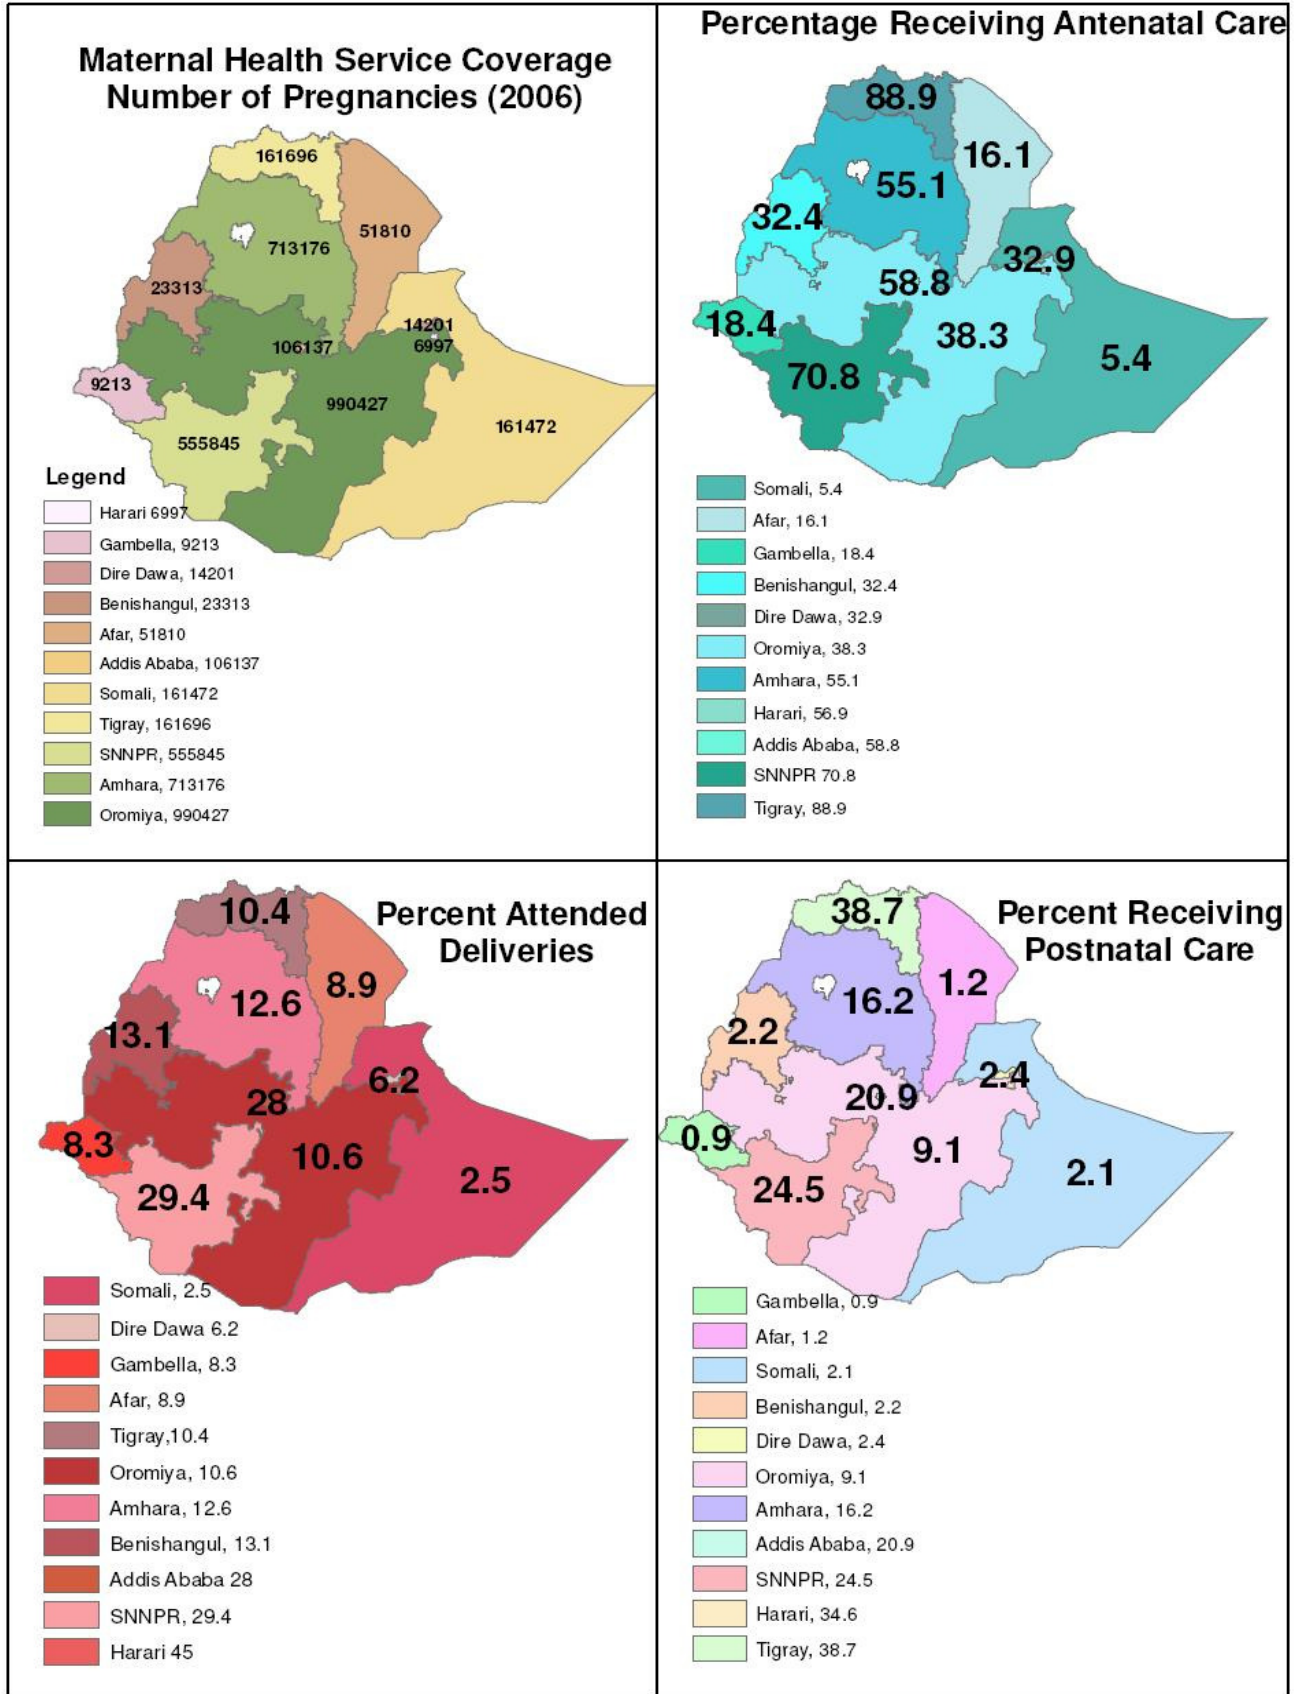 Maternal Health Service Coverage
Number of Pregnancies (2006)
161696
51810
713176
23313
14201
6997
106137
9213
990427
161472
555845
Legend
Harari 6997
Gambella, 9213
Dire Dawa, 14201
Benishangul, 23313
Afar, 51810
Addis Ababa, 106137
Somali, 161472
Tigray, 161696
SNNPR, 555845
Amhara, 713176
Oromiya, 990427
Percentage Receiving Antenatal Care
88.9
16.1
55.1
32.4
32.9
58.8
18.4
38.3
5.4
70.8
Somali, 5.4
Afar, 16.1
Gambella, 18.4
Benishangul, 32.4
Dire Dawa, 32.9
Oromiya, 38.3
Amhara, 55.1
Harari, 56.9
Addis Ababa, 58.8
SNNPR 70.8
Tigray, 88.9
Percent Attended
Deliveries
10.4
8.9
12.6
13.1
6.2
28
8.3
10.6
2.5
29.4
Somali, 2.5
Dire Dawa 6.2
Gambella, 8.3
Afar, 8.9
Tigray,10.4
Oromiya, 10.6
Amhara, 12.6
Benishangul, 13.1
Addis Ababa 28
SNNPR, 29.4
Harari 45
Percent Receiving
Postnatal Care
38.7
1.2
16.2
2.2
2.4
20.9
0.9
9.1
2.1
24.5
Gambella, 0.9
Afar, 1.2
Somali, 2.1
Benishangul, 2.2
Dire Dawa, 2.4
Oromiya, 9.1
Amhara, 16.2
Addis Ababa, 20.9
SNNPR, 24.5
Harari, 34.6
Tigray, 38.7